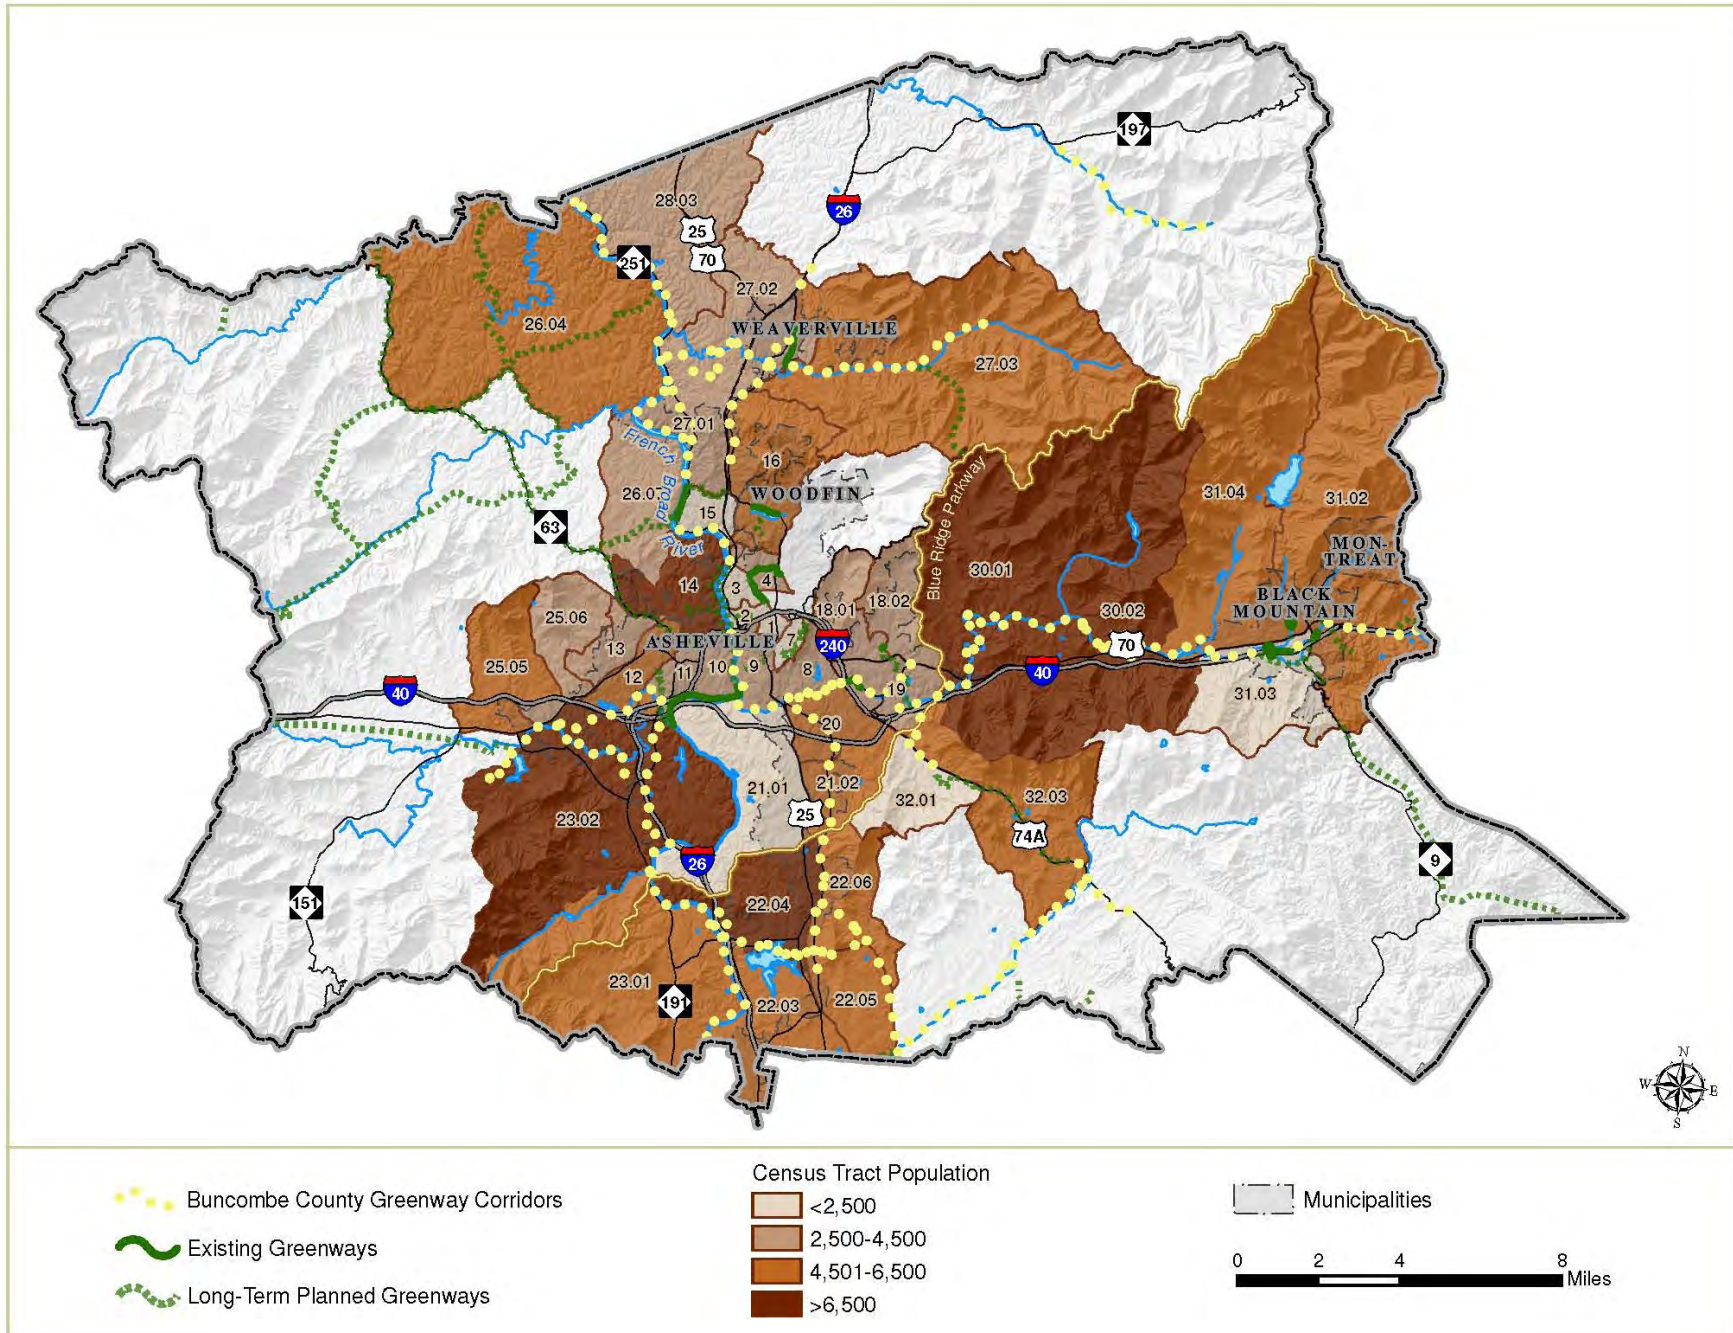 197
26
28.03
25
70
251
27.02
26.04
WEAVERVILLE
27.03
27.01
French Broad River
16
26.07
WOODFIN
15
63
Blue Ridge Parkway
31.04
31.02
MON-
TREAT
30.01
14
3
4
BLACK
MOUNTAIN
18.01
18.02
30.02
25.06
2
1
ASHEVILLE
7
240
70
13
25.05
12
11
10
9
8
40
40
19
31.03
20
21.01
21.02
32.01
32.03
25
23.02
74A
26
9
22.06
151
22.04
23.01
191
22.03
22.05
N
W
E
S
Buncombe County Greenway Corridors
Existing Greenways
Long-Term Planned Greenways
Census Tract Population
<2,500
2,500-4,500
4,501-6,500
>6,500
Municipalities
0 2 4 8
Miles